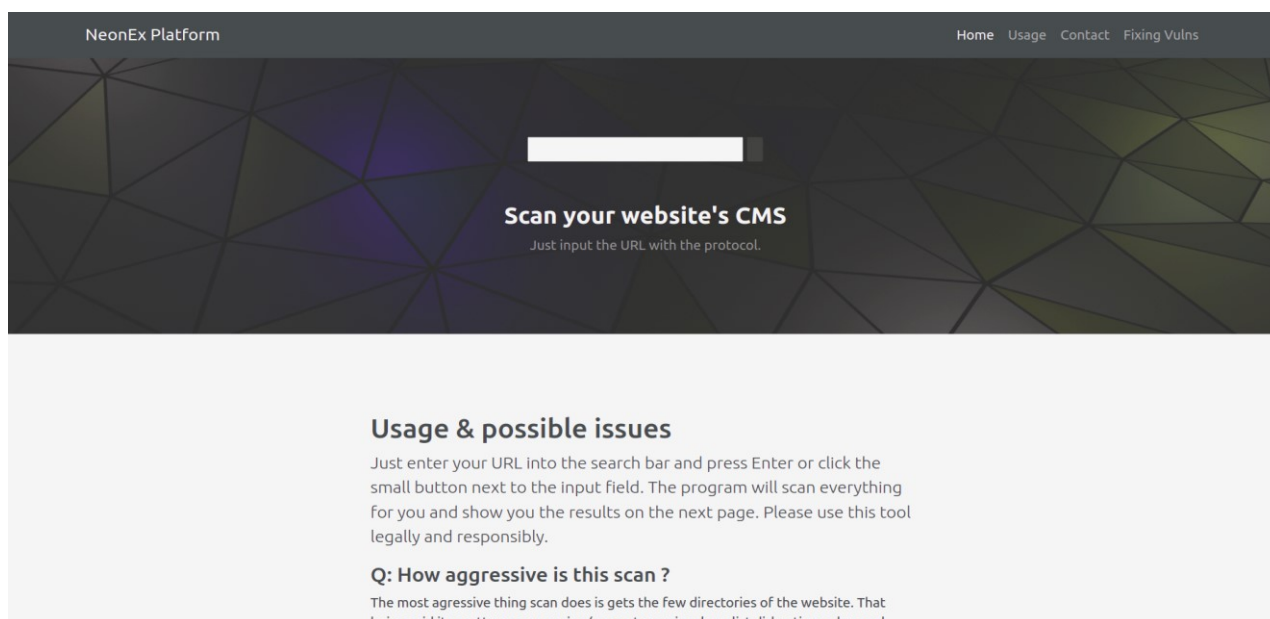 NeonEx Platform
Home Usage Contact Fixing Vulns
Scan your website's CMS
Just input the URL with the protocol.
Usage & possible issues
Just enter your URL into the search bar and press Enter or click the
small button next to the input field. The program will scan everything
for you and show you the results on the next page. Please use this tool
legally and responsibly.
Q: How aggressive is this scan ?
The most agressive thing scan does is gets the few directories of the website. That